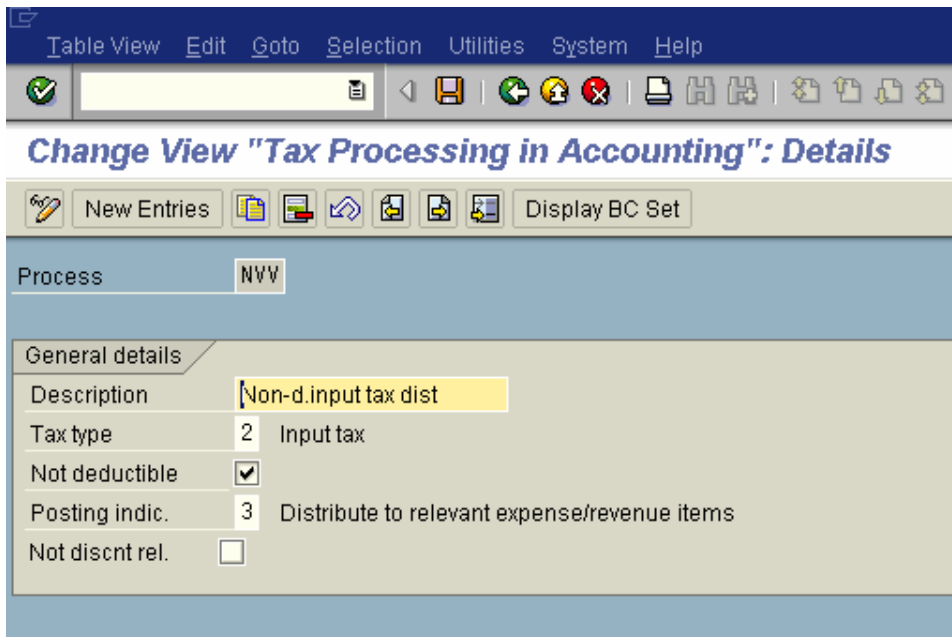 Table View Edit Goto Selection Utilities System Help
Change View "Tax Processing in Accounting": Details
New Entries Display BC Set
Process NVV
General details
Description Non-d.input tax dist
Tax type 2 Input tax
Not deductible
Posting indic. 3 Distribute to relevant expense/revenue items
Not discnt rel.